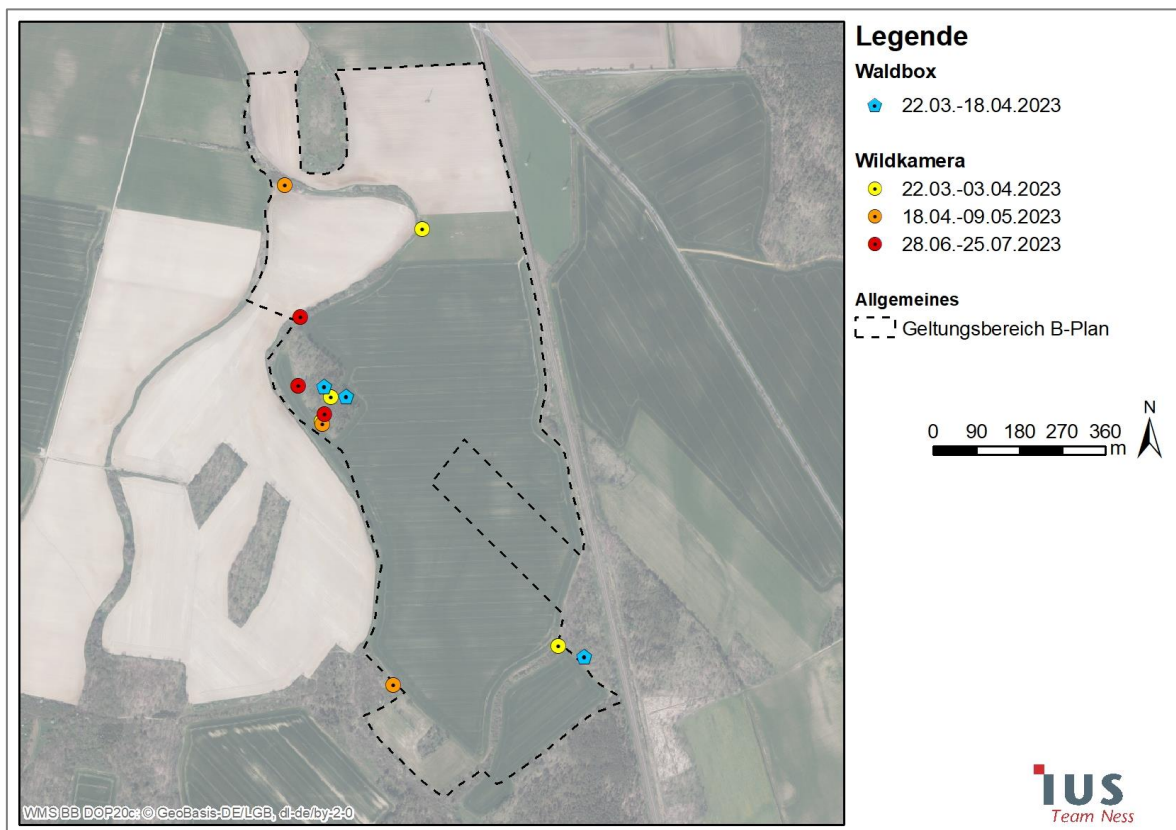 Legende
Waldbox
22.03.-18.04.2023
Wildkamera
22.03.-03.04.2023
18.04.-09.05.2023
28.06.-25.07.2023
Allgemeines
Geltungsbereich B-Plan
N
0 90 180 270 360
m
WMS BB DOP20c: © GeoBasis-DE/LGB, dl-de/by-2-0
IUS
Team Ness